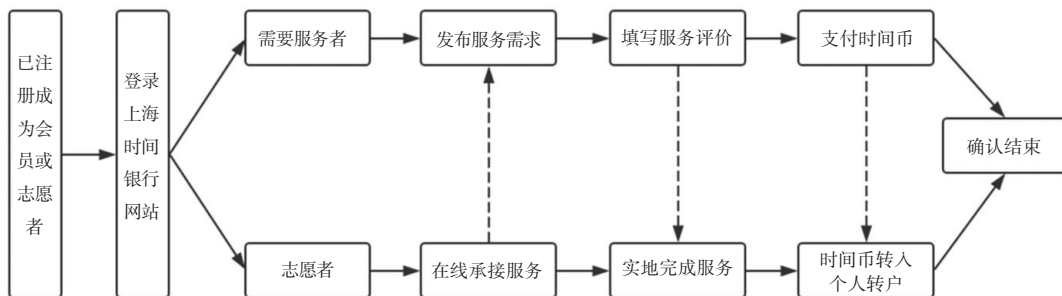 已注
册成
为会
员或
志愿
者
登录
上海
时间
银行
网站
需要服务者
发布服务需求
填写服务评价
支付时间币
确认结束
志愿者
在线承接服务
实地完成服务
时间币转入
个人转户